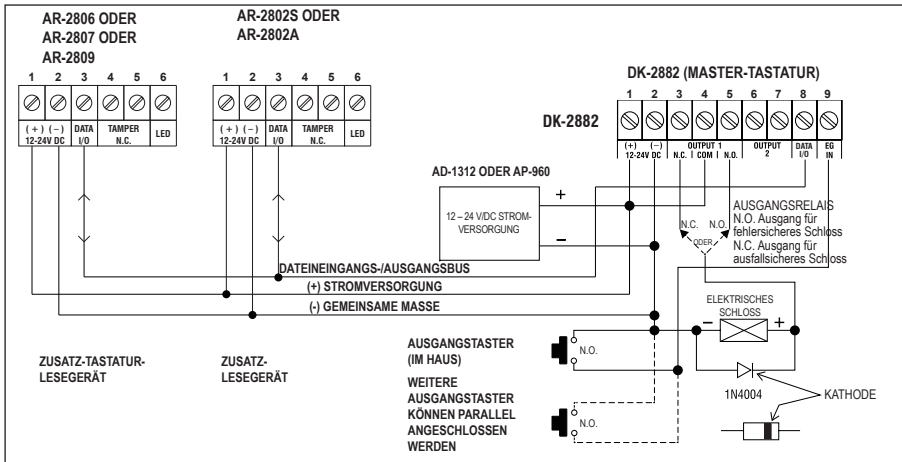 AR-2806 ODER
AR-2807 ODER
AR-2809
1 2 3 4 5 6
(+) (−) DATA I/O TAMPER N.C. LED
12-24V DC
AR-2802S ODER
AR-2802A
1 2 3 4 5 6
(+) (−) DATA I/O TAMPER N.C. LED
12-24V DC
DK-2882 (MASTER-TASTATUR)
1 2 3 4 5 6 7 8 9
DK-2882
(+) (−) OUTPUT 1 OUTPUT 2 DATA I/O EG IN
12-24V DC N.C. COM N.O.
AD-1312 ODER AP-960
12 – 24 V/DC STROM-
VERSORGUNG
+
−
N.C. N.O.
ODER
AUSGANGSRELAIS
N.O. Ausgang für
fehlersicheres Schloss
N.C. Ausgang für
ausfallsicheres Schloss
DATEINEINGANGS-/AUSGANGSBUS
(+) STROMVERSORGUNG
(-) GEMEINSAME MASSE
ELEKTRISCHES
SCHLOSS
− +
1N4004
KATHODE
ZUSATZ-TASTATUR-
LESEGERÄT
ZUSATZ-
LESEGERÄT
AUSGANGSTASTER
(IM HAUS)
N.O.
WEITERE
AUSGANGSTASTER
KÖNNEN PARALLEL
ANGESCHLOSSEN
WERDEN
N.O.